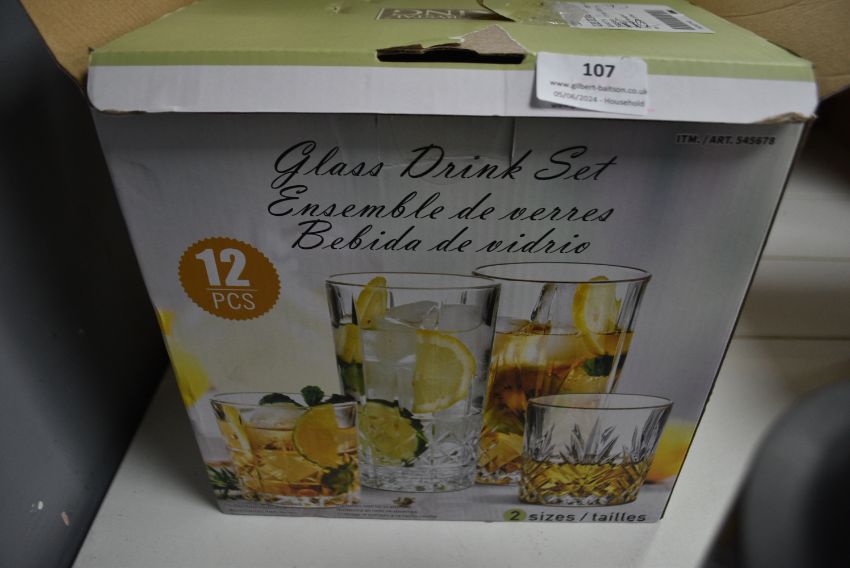 107
www.gilbert-baitson.co.uk
05/06/2024 - Household
ITM. / ART. 545678
Glass Drink Set
Ensemble de verres
Bebida de vidrio
12
PCS
2 sizes / tailles